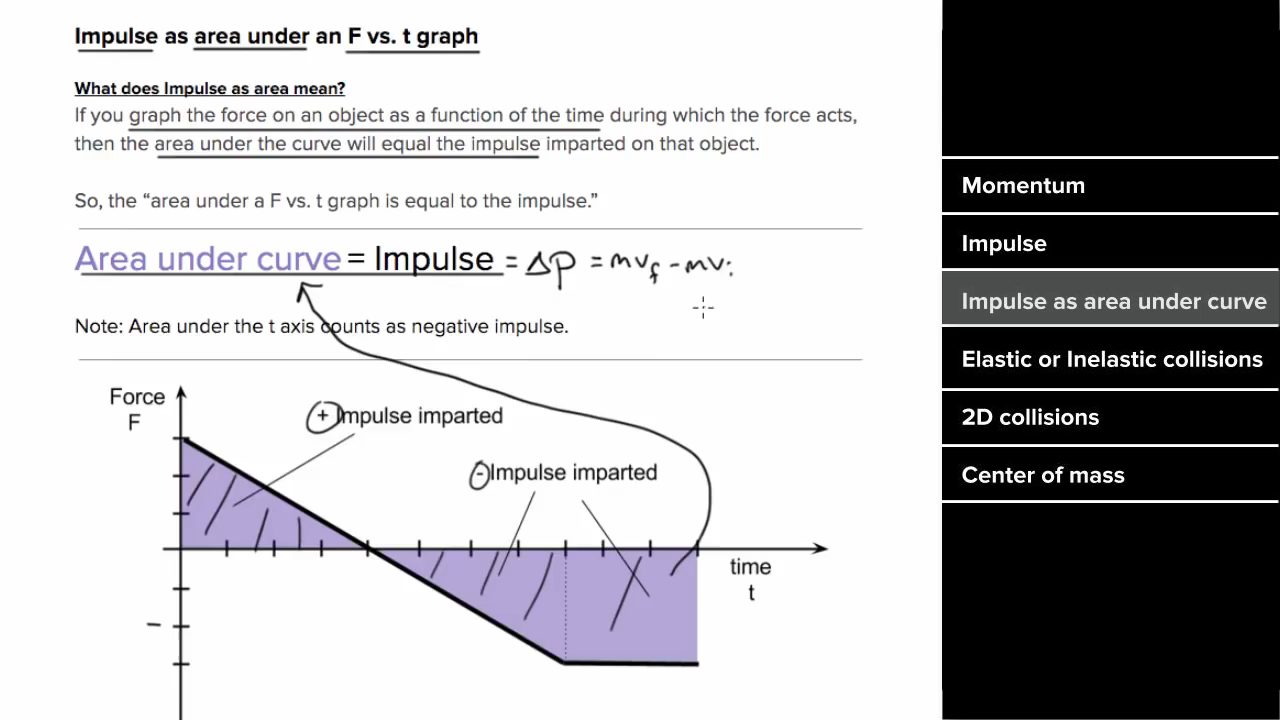 Impulse as area under an F vs. t graph
What does Impulse as area mean?
If you graph the force on an object as a function of the time during which the force acts,
then the area under the curve will equal the impulse imparted on that object.
So, the “area under a F vs. t graph is equal to the impulse.”
Area under curve = Impulse = Δp = mvf - mvi
Note: Area under the t axis counts as negative impulse.
Force
F
+ Impulse imparted
- Impulse imparted
time
t
Momentum
Impulse
Impulse as area under curve
Elastic or Inelastic collisions
2D collisions
Center of mass